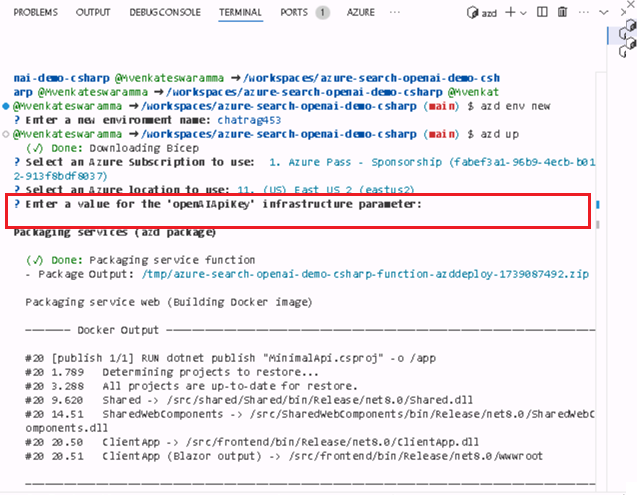 PROBLEMS OUTPUT DEBUG CONSOLE TERMINAL PORTS 1 AZURE ··· azd
nai-demo-csharp @Mvenkateswaramma → /workspaces/azure-search-openai-demo-csh
arp @Mvenkateswaramma → /workspaces/azure-search-openai-demo-csharp @Mvenkat
@Mvenkateswaramma → /workspaces/azure-search-openai-demo-csharp (main) $ azd env new
? Enter a new environment name: chatrag453
@Mvenkateswaramma → /workspaces/azure-search-openai-demo-csharp (main) $ azd up
(✓) Done: Downloading Bicep
? Select an Azure Subscription to use: 1. Azure Pass - Sponsorship (fabef3a1-96b9-4ecb-b01
2-913f8bdf8037)
? Select an Azure location to use: 11. (US) East US 2 (eastus2)
? Enter a value for the 'openAIApiKey' infrastructure parameter:
Packaging services (azd package)
(✓) Done: Packaging service function
- Package Output: /tmp/azure-search-openai-demo-csharp-function-azddeploy-1739087492.zip
Packaging service web (Building Docker image)
Docker Output
#20 [publish 1/1] RUN dotnet publish "MinimalApi.csproj" -o /app
#20 1.789 Determining projects to restore...
#20 3.288 All projects are up-to-date for restore.
#20 9.620 Shared -> /src/shared/Shared/bin/Release/net8.0/Shared.dll
#20 14.51 SharedWebComponents -> /src/SharedWebComponents/bin/Release/net8.0/SharedWebC
omponents.dll
#20 20.50 ClientApp -> /src/frontend/bin/Release/net8.0/ClientApp.dll
#20 20.51 ClientApp (Blazor output) -> /src/frontend/bin/Release/net8.0/wwwroot